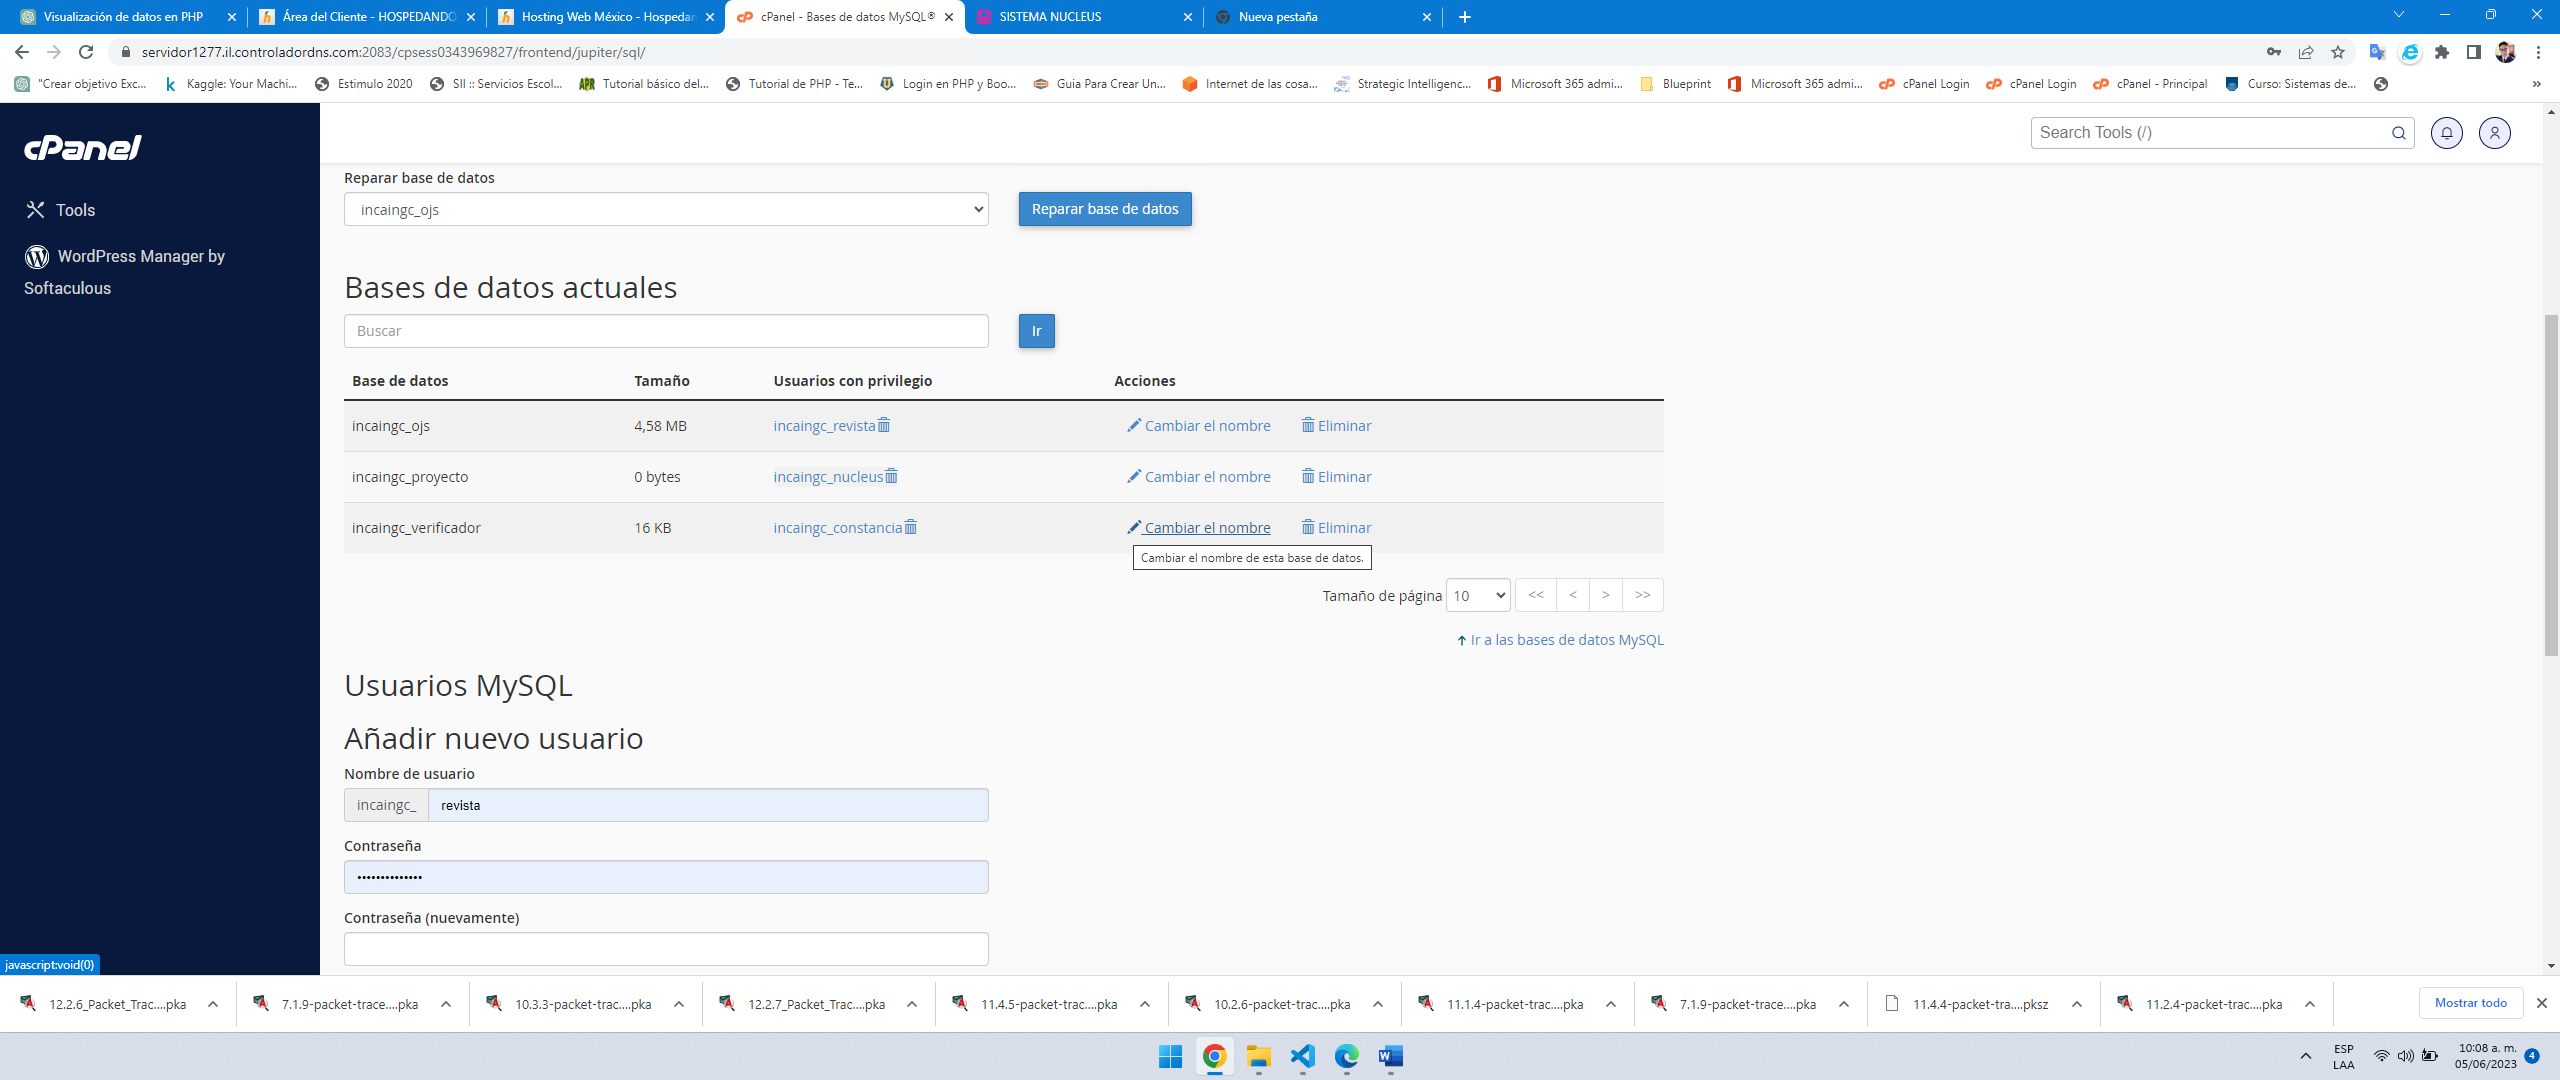 Visualización de datos en PHP
Área del Cliente - HOSPEDANDO
Hosting Web México - Hospedan
cPanel - Bases de datos MySQL®
SISTEMA NUCLEUS
Nueva pestaña
servidor1277.il.controladordns.com:2083/cpsess0343969827/frontend/jupiter/sql/
"Crear objetivo Exc...
Kaggle: Your Machi...
Estimulo 2020
SII :: Servicios Escol...
Tutorial básico del...
Tutorial de PHP - Te...
Login en PHP y Boo...
Guia Para Crear Un...
Internet de las cosa...
Strategic Intelligenc...
Microsoft 365 admi...
Blueprint
Microsoft 365 admi...
cPanel Login
cPanel Login
cPanel - Principal
Curso: Sistemas de...
»
cPanel
Search Tools (/)
Tools
WordPress Manager by
Softaculous
Reparar base de datos
incaingc_ojs
Reparar base de datos
Bases de datos actuales
Buscar
Ir
Base de datos Tamaño Usuarios con privilegio Acciones
incaingc_ojs 4,58 MB incaingc_revista Cambiar el nombre Eliminar
incaingc_proyecto 0 bytes incaingc_nucleus Cambiar el nombre Eliminar
incaingc_verificador 16 KB incaingc_constancia Cambiar el nombre Eliminar
Cambiar el nombre de esta base de datos.
Tamaño de página 10 << < > >>
Ir a las bases de datos MySQL
Usuarios MySQL
Añadir nuevo usuario
Nombre de usuario
incaingc_ revista
Contraseña
••••••••••••••
Contraseña (nuevamente)
javascript:void(0)
12.2.6_Packet_Trac....pka
7.1.9-packet-trace....pka
10.3.3-packet-trac....pka
12.2.7_Packet_Trac....pka
11.4.5-packet-trac....pka
10.2.6-packet-trac....pka
11.1.4-packet-trac....pka
7.1.9-packet-trace....pka
11.4.4-packet-tra....pksz
11.2.4-packet-trac....pka
Mostrar todo
ESP
LAA
10:08 a. m.
05/06/2023
4